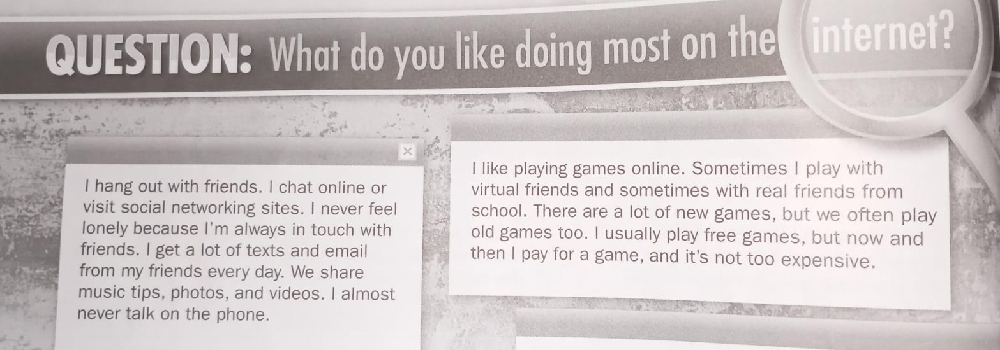 QUESTION: What do you like doing most on the internet?
I hang out with friends. I chat online or
visit social networking sites. I never feel
lonely because I'm always in touch with
friends. I get a lot of texts and email
from my friends every day. We share
music tips, photos, and videos. I almost
never talk on the phone.
I like playing games online. Sometimes I play with
virtual friends and sometimes with real friends from
school. There are a lot of new games, but we often play
old games too. I usually play free games, but now and
then I pay for a game, and it's not too expensive.